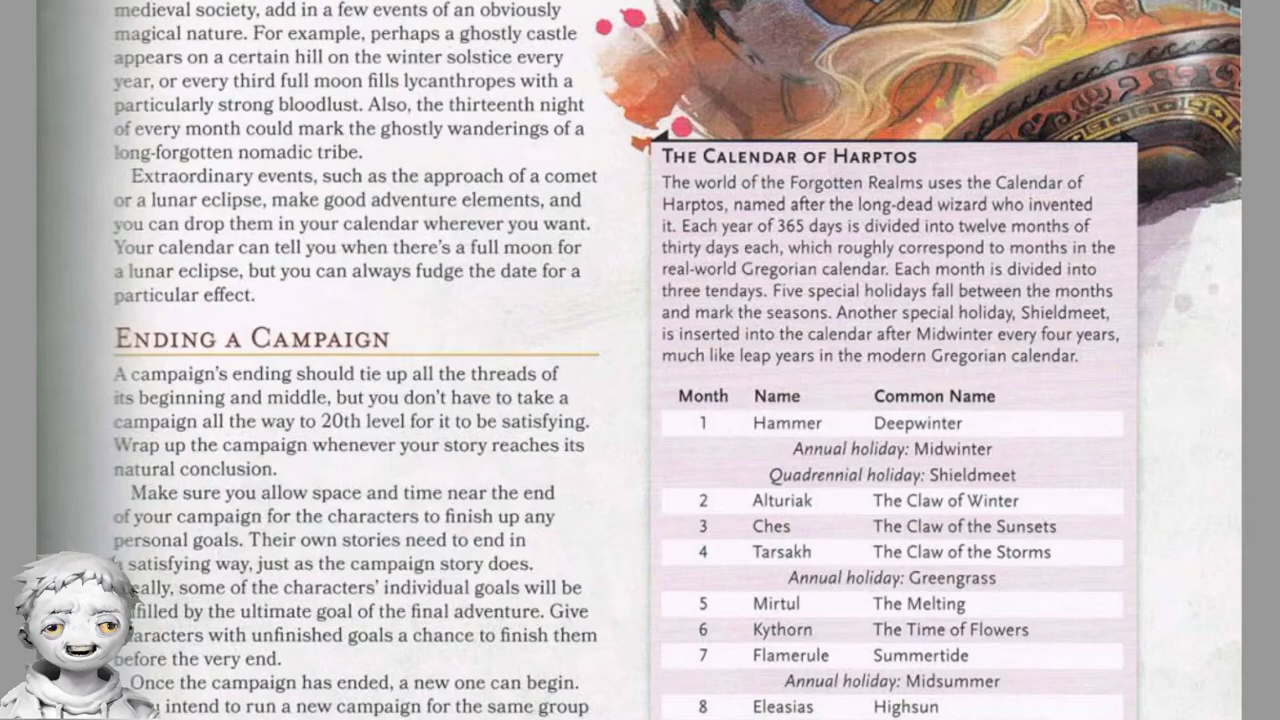 medieval society, add in a few events of an obviously
magical nature. For example, perhaps a ghostly castle
appears on a certain hill on the winter solstice every
year, or every third full moon fills lycanthropes with a
particularly strong bloodlust. Also, the thirteenth night
of every month could mark the ghostly wanderings of a
long-forgotten nomadic tribe.
Extraordinary events, such as the approach of a comet
or a lunar eclipse, make good adventure elements, and
you can drop them in your calendar wherever you want.
Your calendar can tell you when there's a full moon for
a lunar eclipse, but you can always fudge the date for a
particular effect.
ENDING A CAMPAIGN
A campaign's ending should tie up all the threads of
its beginning and middle, but you don't have to take a
campaign all the way to 20th level for it to be satisfying.
Wrap up the campaign whenever your story reaches its
natural conclusion.
Make sure you allow space and time near the end
of your campaign for the characters to finish up any
personal goals. Their own stories need to end in
satisfying way, just as the campaign story does.
some of the characters' individual goals will be
by the ultimate goal of the final adventure. Give
with unfinished goals a chance to finish them
before the very end.
Once the campaign has ended, a new one can begin.
intend to run a new campaign for the same group
THE CALENDAR OF HARPTOS
The world of the Forgotten Realms uses the Calendar of
Harptos, named after the long-dead wizard who invented
it. Each year of 365 days is divided into twelve months of
thirty days each, which roughly correspond to months in the
real-world Gregorian calendar. Each month is divided into
three tendays. Five special holidays fall between the months
and mark the seasons. Another special holiday, Shieldmeet,
is inserted into the calendar after Midwinter every four years,
much like leap years in the modern Gregorian calendar.
Month Name Common Name
1 Hammer Deepwinter
Annual holiday: Midwinter
Quadrennial holiday: Shieldmeet
2 Alturiak The Claw of Winter
3 Ches The Claw of the Sunsets
4 Tarsakh The Claw of the Storms
Annual holiday: Greengrass
5 Mirtul The Melting
6 Kythorn The Time of Flowers
7 Flamerule Summertide
Annual holiday: Midsummer
8 Eleasias Highsun